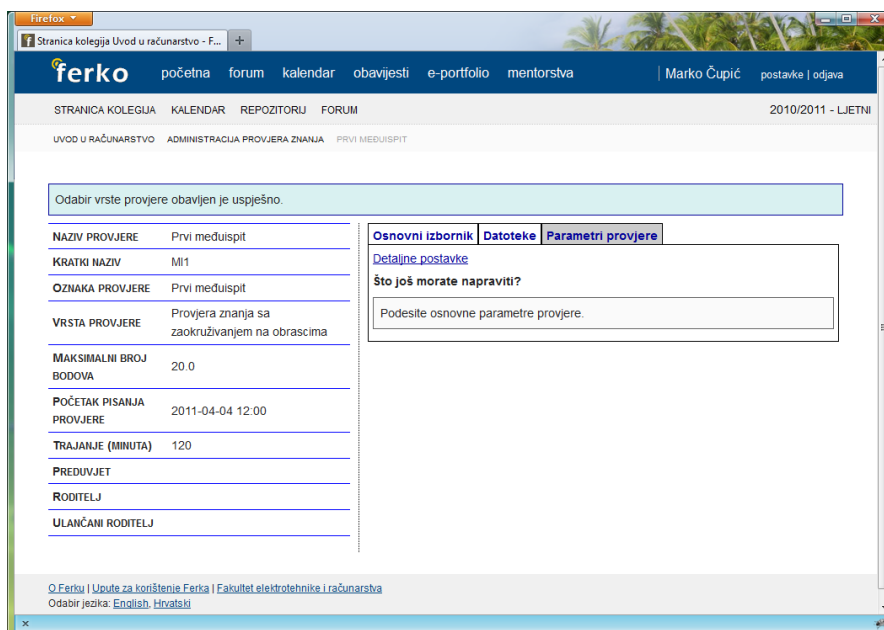 Firefox
Stranica kolegija Uvod u računarstvo - F...
ferko početna forum kalendar obavijesti e-portfolio mentorstva | Marko Čupić postavke | odjava
STRANICA KOLEGIJA KALENDAR REPOZITORIJ FORUM 2010/2011 - LJETNI
UVOD U RAČUNARSTVO ADMINISTRACIJA PROVJERA ZNANJA PRVI MEĐUISPIT
Odabir vrste provjere obavljen je uspješno.
NAZIV PROVJERE Prvi međuispit
KRATKI NAZIV MI1
OZNAKA PROVJERE Prvi međuispit
VRSTA PROVJERE Provjera znanja sa
zaokruživanjem na obrascima
MAKSIMALNI BROJ
BODOVA 20.0
POČETAK PISANJA
PROVJERE 2011-04-04 12:00
TRAJANJE (MINUTA) 120
PREDUVJET
RODITELJ
ULANČANI RODITELJ
Osnovni izbornik Datoteke Parametri provjere
Detaljne postavke
Što još morate napraviti?
Podesite osnovne parametre provjere.
O Ferku | Upute za korištenje Ferka | Fakultet elektrotehnike i računarstva
Odabir jezika: English, Hrvatski